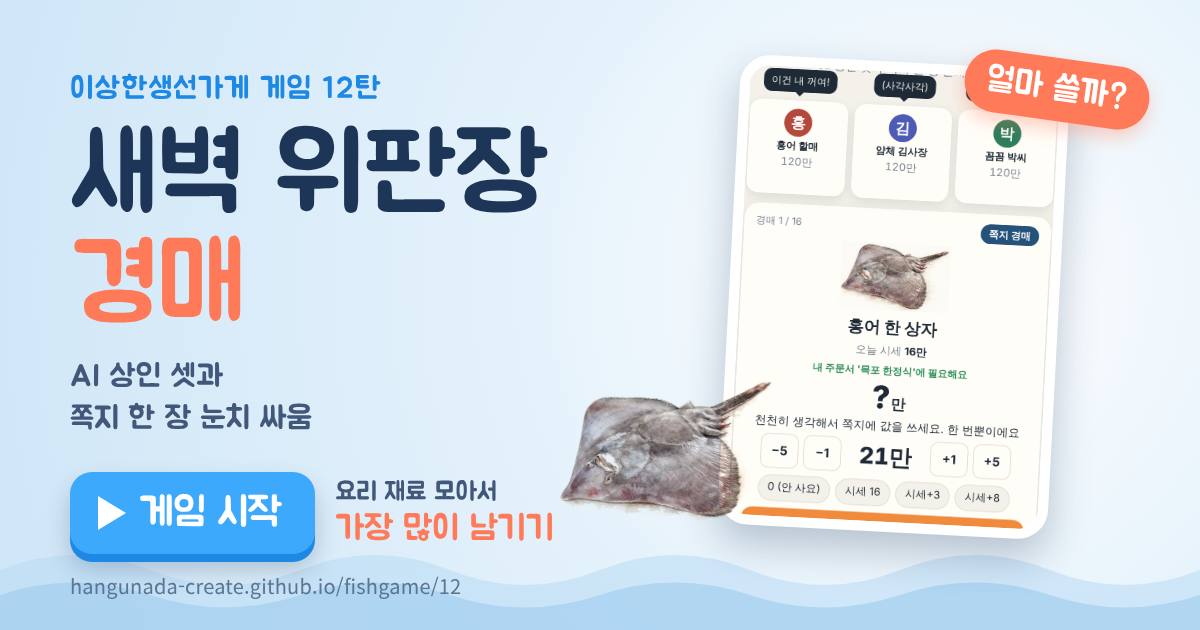 이상한생선가게 게임 12탄
새벽 위판장
경매
AI 상인 셋과
쪽지 한 장 눈치 싸움
게임 시작
요리 재료 모아서
가장 많이 남기기
hangunada-create.github.io/fishgame/12
얼마 쓸까?
이건 내 꺼여!
(사각사각)
홍
김
박
홍어 할매
얌체 김사장
꼼꼼 박씨
120만
120만
120만
경매 1 / 16
쪽지 경매
홍어 한 상자
오늘 시세 16만
내 주문서 '목포 한정식'에 필요해요
?만
천천히 생각해서 쪽지에 값을 쓰세요. 한 번뿐이에요
−5 −1 21만 +1 +5
0 (안 사요) 시세 16 시세+3 시세+8